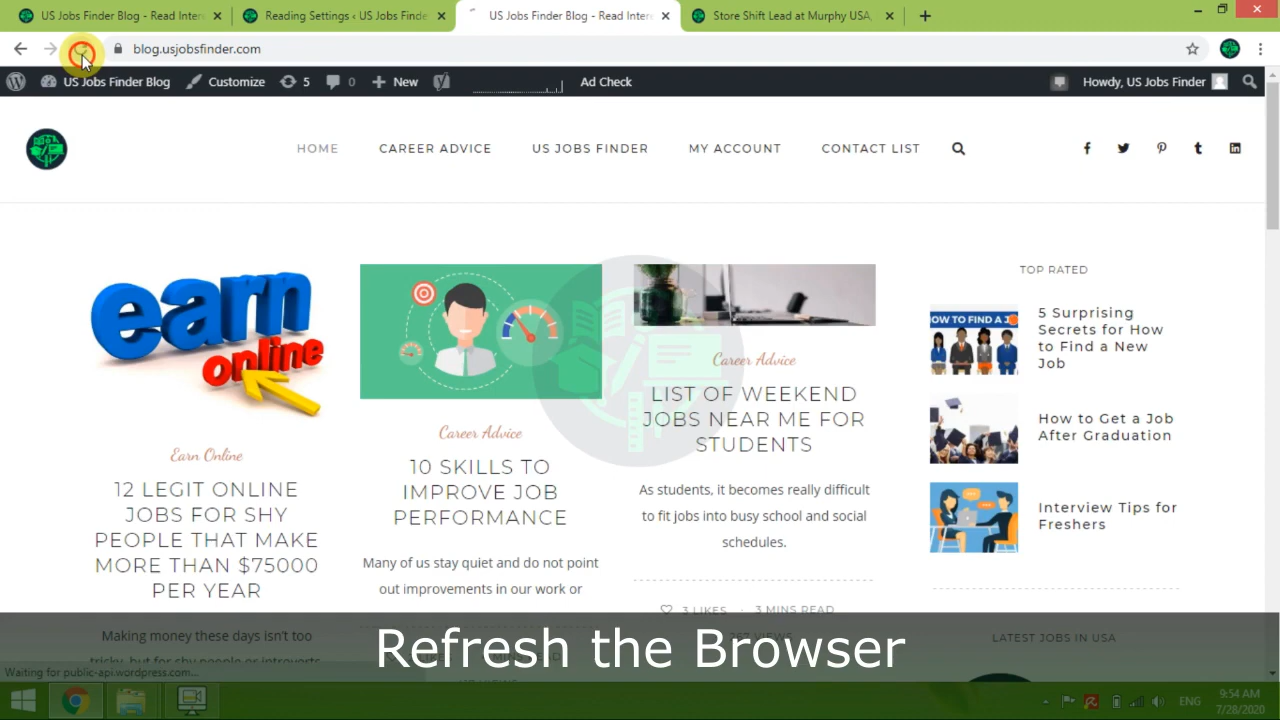 US Jobs Finder Blog - Read Inter
Reading Settings ‹ US Jobs Finde
US Jobs Finder Blog - Read Inter
Store Shift Lead at Murphy USA,
blog.usjobsfinder.com
US Jobs Finder Blog
Customize
5
0
New
Ad Check
Howdy, US Jobs Finder
HOME
CAREER ADVICE
US JOBS FINDER
MY ACCOUNT
CONTACT LIST
earn
online
Earn Online
12 LEGIT ONLINE
JOBS FOR SHY
PEOPLE THAT MAKE
MORE THAN $75000
PER YEAR
Making money these days isn't too
tricky, but for shy people or introverts
Career Advice
10 SKILLS TO
IMPROVE JOB
PERFORMANCE
Many of us stay quiet and do not point
out improvements in our work or
Career Advice
LIST OF WEEKEND
JOBS NEAR ME FOR
STUDENTS
As students, it becomes really difficult
to fit jobs into busy school and social
schedules.
3 LIKES · 3 MINS READ
TOP RATED
OW TO FIND A J
5 Surprising
Secrets for How
to Find a New
Job
How to Get a Job
After Graduation
Interview Tips for
Freshers
LATEST JOBS IN USA
Refresh the Browser
Waiting for public-api.wordpress.com...
ENG
9:54 AM
7/28/2020